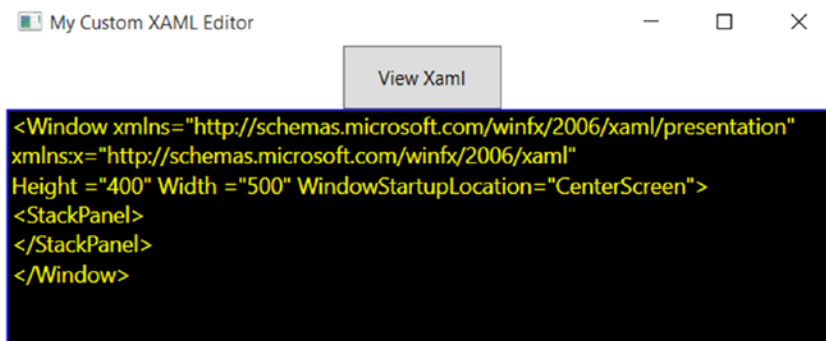 My Custom XAML Editor
View Xaml
<Window xmlns="http://schemas.microsoft.com/winfx/2006/xaml/presentation"
xmlns:x="http://schemas.microsoft.com/winfx/2006/xaml"
Height ="400" Width ="500" WindowStartupLocation="CenterScreen">
<StackPanel>
</StackPanel>
</Window>